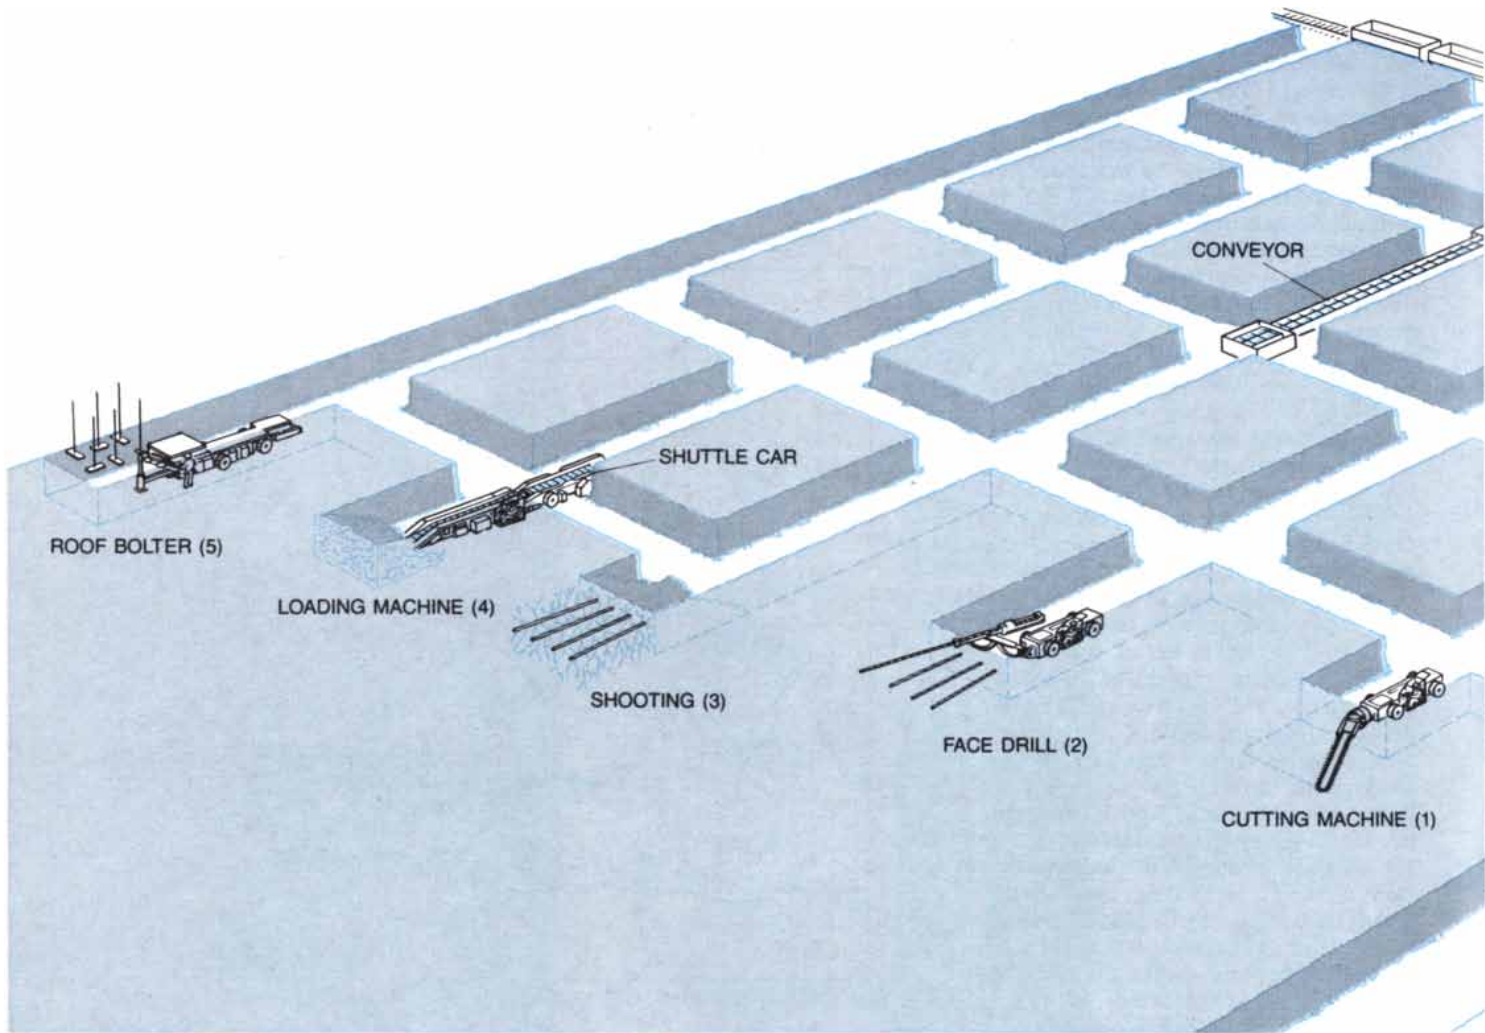 CONVEYOR
SHUTTLE CAR
ROOF BOLTER (5)
LOADING MACHINE (4)
SHOOTING (3)
FACE DRILL (2)
CUTTING MACHINE (1)